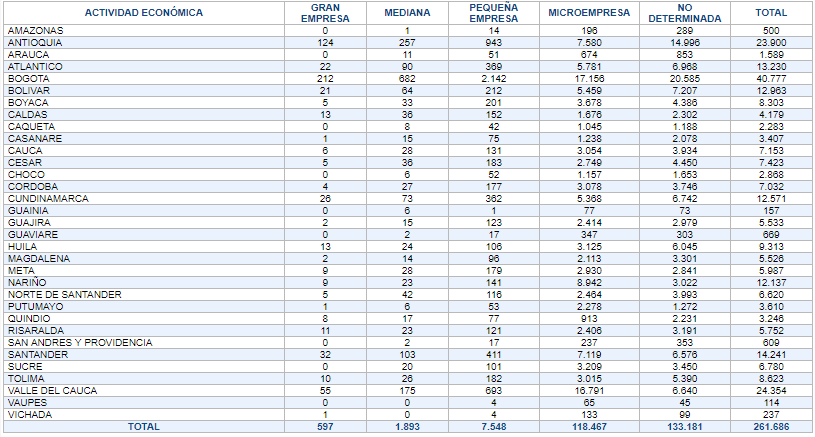 ACTIVIDAD ECONÓMICA GRAN EMPRESA MEDIANA PEQUEÑA EMPRESA MICROEMPRESA NO DETERMINADA TOTAL
AMAZONAS 0 1 14 196 289 500
ANTIOQUIA 124 257 943 7.580 14.996 23.900
ARAUCA 0 11 51 674 853 1.589
ATLANTICO 22 90 369 5.781 6.968 13.230
BOGOTA 212 682 2.142 17.156 20.585 40.777
BOLIVAR 21 64 212 5.459 7.207 12.963
BOYACA 5 33 201 3.678 4.386 8.303
CALDAS 13 36 152 1.676 2.302 4.179
CAQUETA 0 8 42 1.045 1.188 2.283
CASANARE 1 15 75 1.238 2.078 3.407
CAUCA 6 28 131 3.054 3.934 7.153
CESAR 5 36 183 2.749 4.450 7.423
CHOCO 0 6 52 1.157 1.653 2.868
CORDOBA 4 27 177 3.078 3.746 7.032
CUNDINAMARCA 26 73 362 5.368 6.742 12.571
GUAINIA 0 6 1 77 73 157
GUAJIRA 2 15 123 2.414 2.979 5.533
GUAVIARE 0 2 17 347 303 669
HUILA 13 24 106 3.125 6.045 9.313
MAGDALENA 2 14 96 2.113 3.301 5.526
META 9 28 179 2.930 2.841 5.987
NARIÑO 9 23 141 8.942 3.022 12.137
NORTE DE SANTANDER 5 42 116 2.464 3.993 6.620
PUTUMAYO 1 6 53 2.278 1.272 3.610
QUINDIO 8 17 77 913 2.231 3.246
RISARALDA 11 23 121 2.406 3.191 5.752
SAN ANDRES Y PROVIDENCIA 0 2 17 237 353 609
SANTANDER 32 103 411 7.119 6.576 14.241
SUCRE 0 20 101 3.209 3.450 6.780
TOLIMA 10 26 182 3.015 5.390 8.623
VALLE DEL CAUCA 55 175 693 16.791 6.640 24.354
VAUPES 0 0 4 65 45 114
VICHADA 1 0 4 133 99 237
TOTAL 597 1.893 7.548 118.467 133.181 261.686